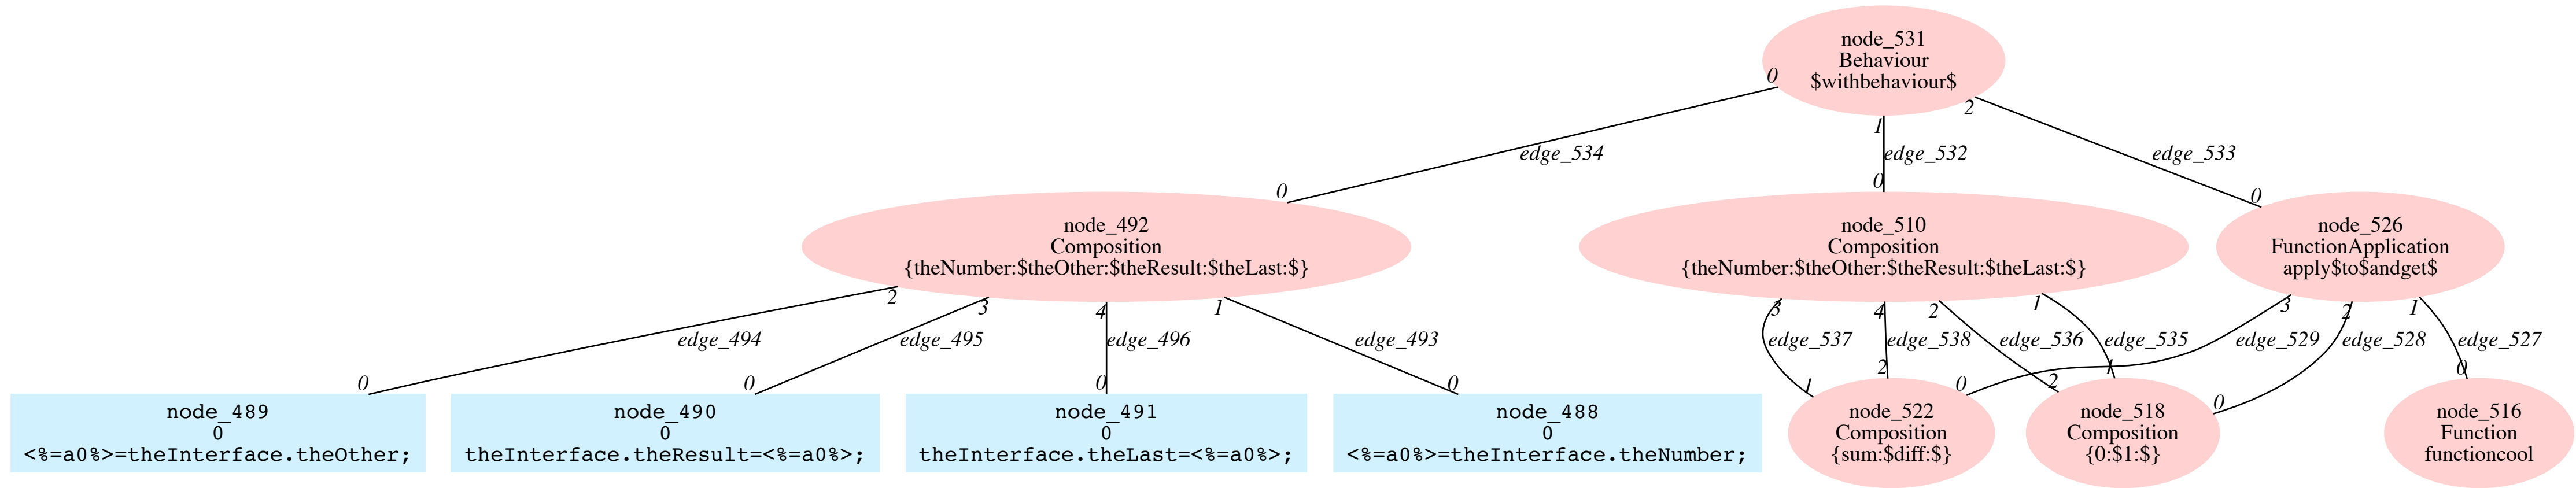 node_531
Behaviour
$withbehaviour$
0
1
2
edge_534
edge_532
edge_533
0
0
0
node_492
Composition
{theNumber:$theOther:$theResult:$theLast:$}
node_510
Composition
{theNumber:$theOther:$theResult:$theLast:$}
node_526
FunctionApplication
apply$to$andget$
2
3
4
1
3
4
2
1
3
2
1
edge_494
edge_495
edge_496
edge_493
edge_537
edge_538
edge_536
edge_535
edge_529
edge_528
edge_527
0
0
0
0
1
2
0
2
1
0
0
node_489
0
<%=a0%>=theInterface.theOther;
node_490
0
theInterface.theResult=<%=a0%>;
node_491
0
theInterface.theLast=<%=a0%>;
node_488
0
<%=a0%>=theInterface.theNumber;
node_522
Composition
{sum:$diff:$}
node_518
Composition
{0:$1:$}
node_516
Function
functioncool